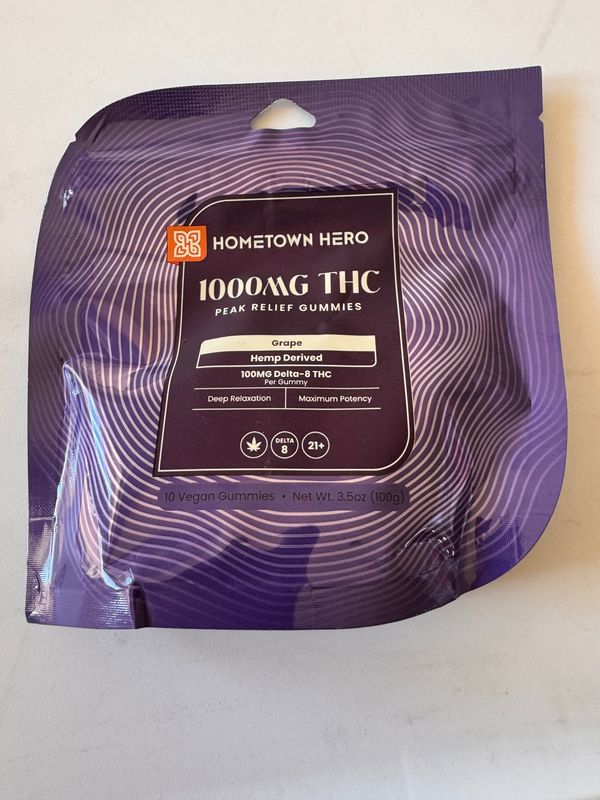 HOMETOWN HERO
1000MG THC
PEAK RELIEF GUMMIES
Grape
Hemp Derived
100MG Delta-8 THC
Per Gummy
Deep Relaxation
Maximum Potency
DELTA
8
21+
10 Vegan Gummies • Net Wt. 3.5oz (100g)